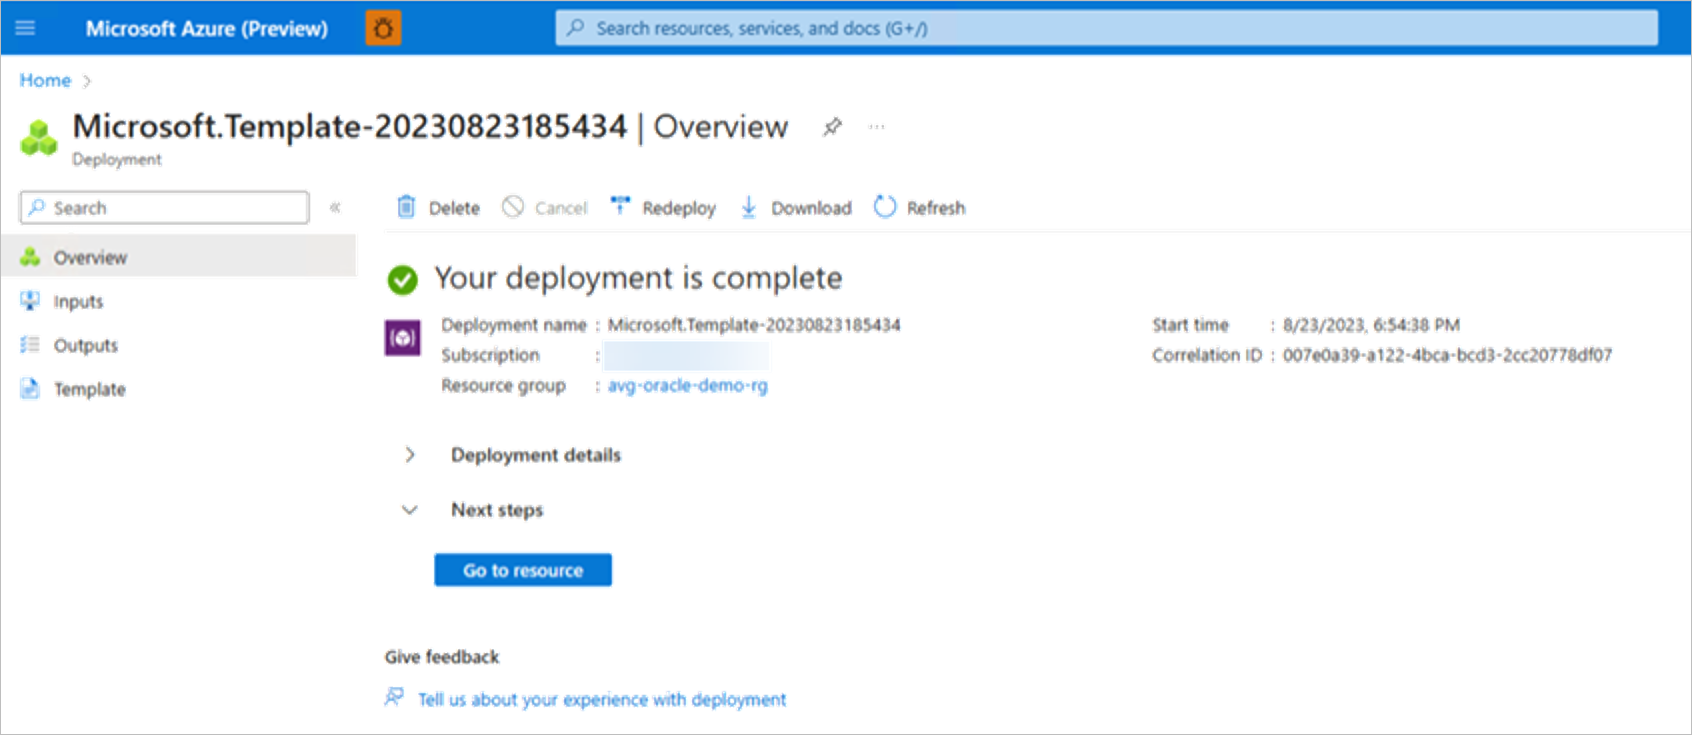 Microsoft Azure (Preview)
Search resources, services, and docs (G+/)
Home
Microsoft.Template-20230823185434 | Overview
Deployment
Search
Delete
Cancel
Redeploy
Download
Refresh
Overview
Inputs
Outputs
Template
Your deployment is complete
Deployment name : Microsoft.Template-20230823185434
Subscription :
Resource group : avg-oracle-demo-rg
Start time : 8/23/2023, 6:54:38 PM
Correlation ID : 007e0a39-a122-4bca-bcd3-2cc20778df07
Deployment details
Next steps
Go to resource
Give feedback
Tell us about your experience with deployment